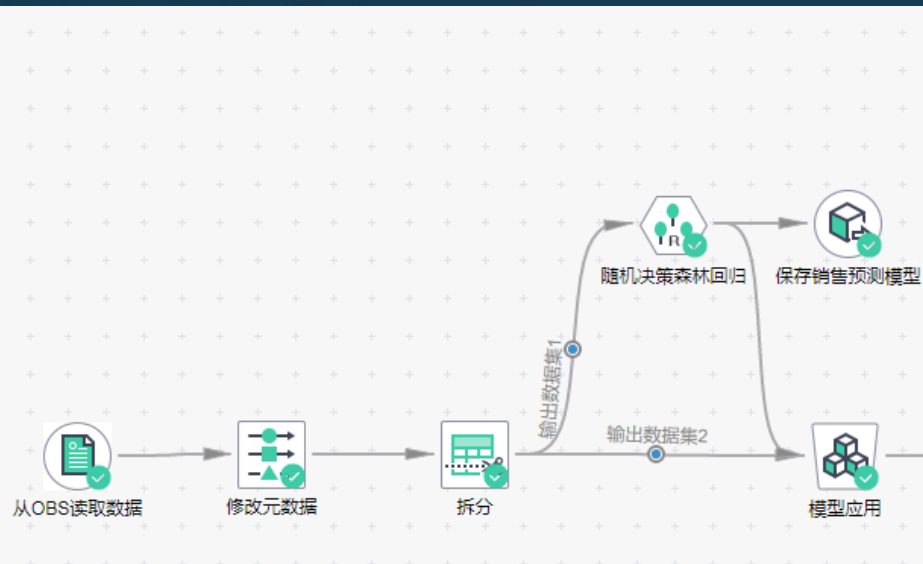 随机决策森林回归
保存销售预测模型
输出数据集1
输出数据集2
从OBS读取数据
修改元数据
拆分
模型应用
R